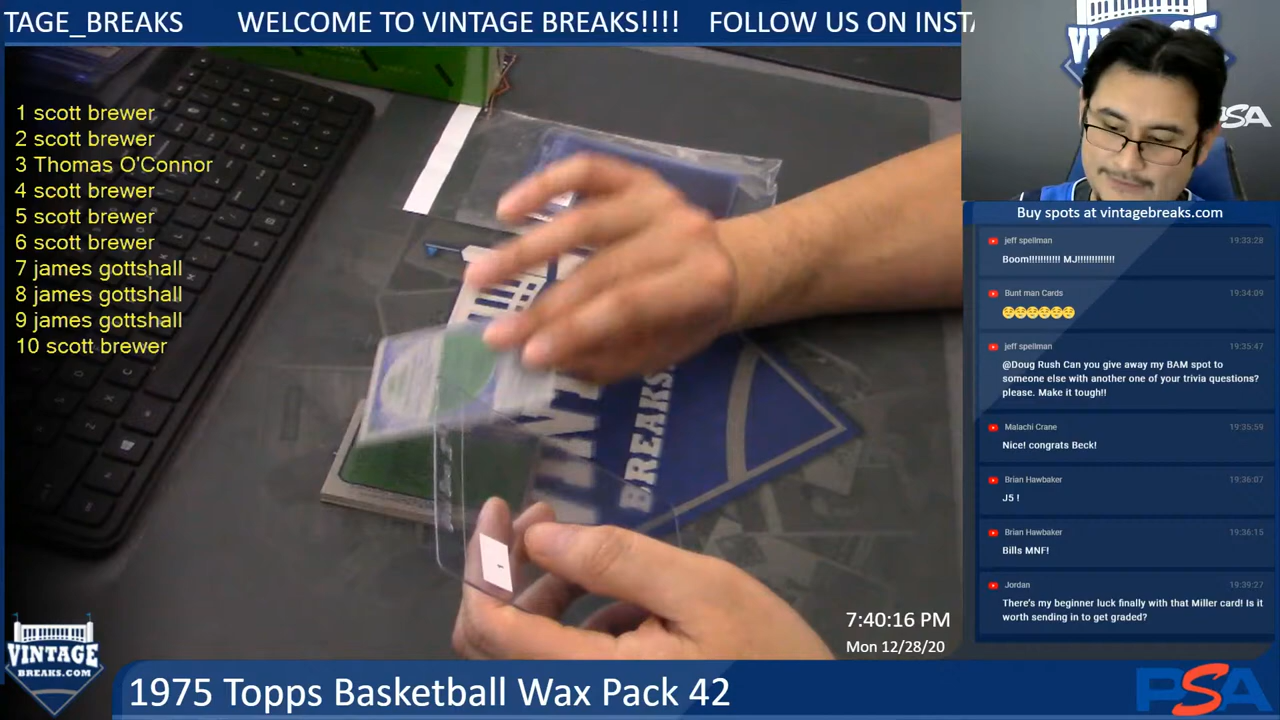 TAGE_BREAKS WELCOME TO VINTAGE BREAKS!!!! FOLLOW US ON INSTA
1 scott brewer
2 scott brewer
3 Thomas O'Connor
4 scott brewer
5 scott brewer
6 scott brewer
7 james gottshall
8 james gottshall
9 james gottshall
10 scott brewer
BREAKS
PSA
Buy spots at vintagebreaks.com
jeff spellman 19:33:28
Boom!!!!!!!!!!! MJ!!!!!!!!!!!!!
Bunt man Cards 19:34:09
jeff spellman 19:35:47
@Doug Rush Can you give away my BAM spot to
someone else with another one of your trivia questions?
please. Make it tough!!
Malachi Crane 19:35:59
Nice! congrats Beck!
Brian Hawbaker 19:36:07
J5 !
Brian Hawbaker 19:36:15
Bills MNF!
Jordan 19:39:27
There's my beginner luck finally with that Miller card! Is it
worth sending in to get graded?
7:40:16 PM
Mon 12/28/20
VINTAGE
BREAKS.COM
1975 Topps Basketball Wax Pack 42
PSA